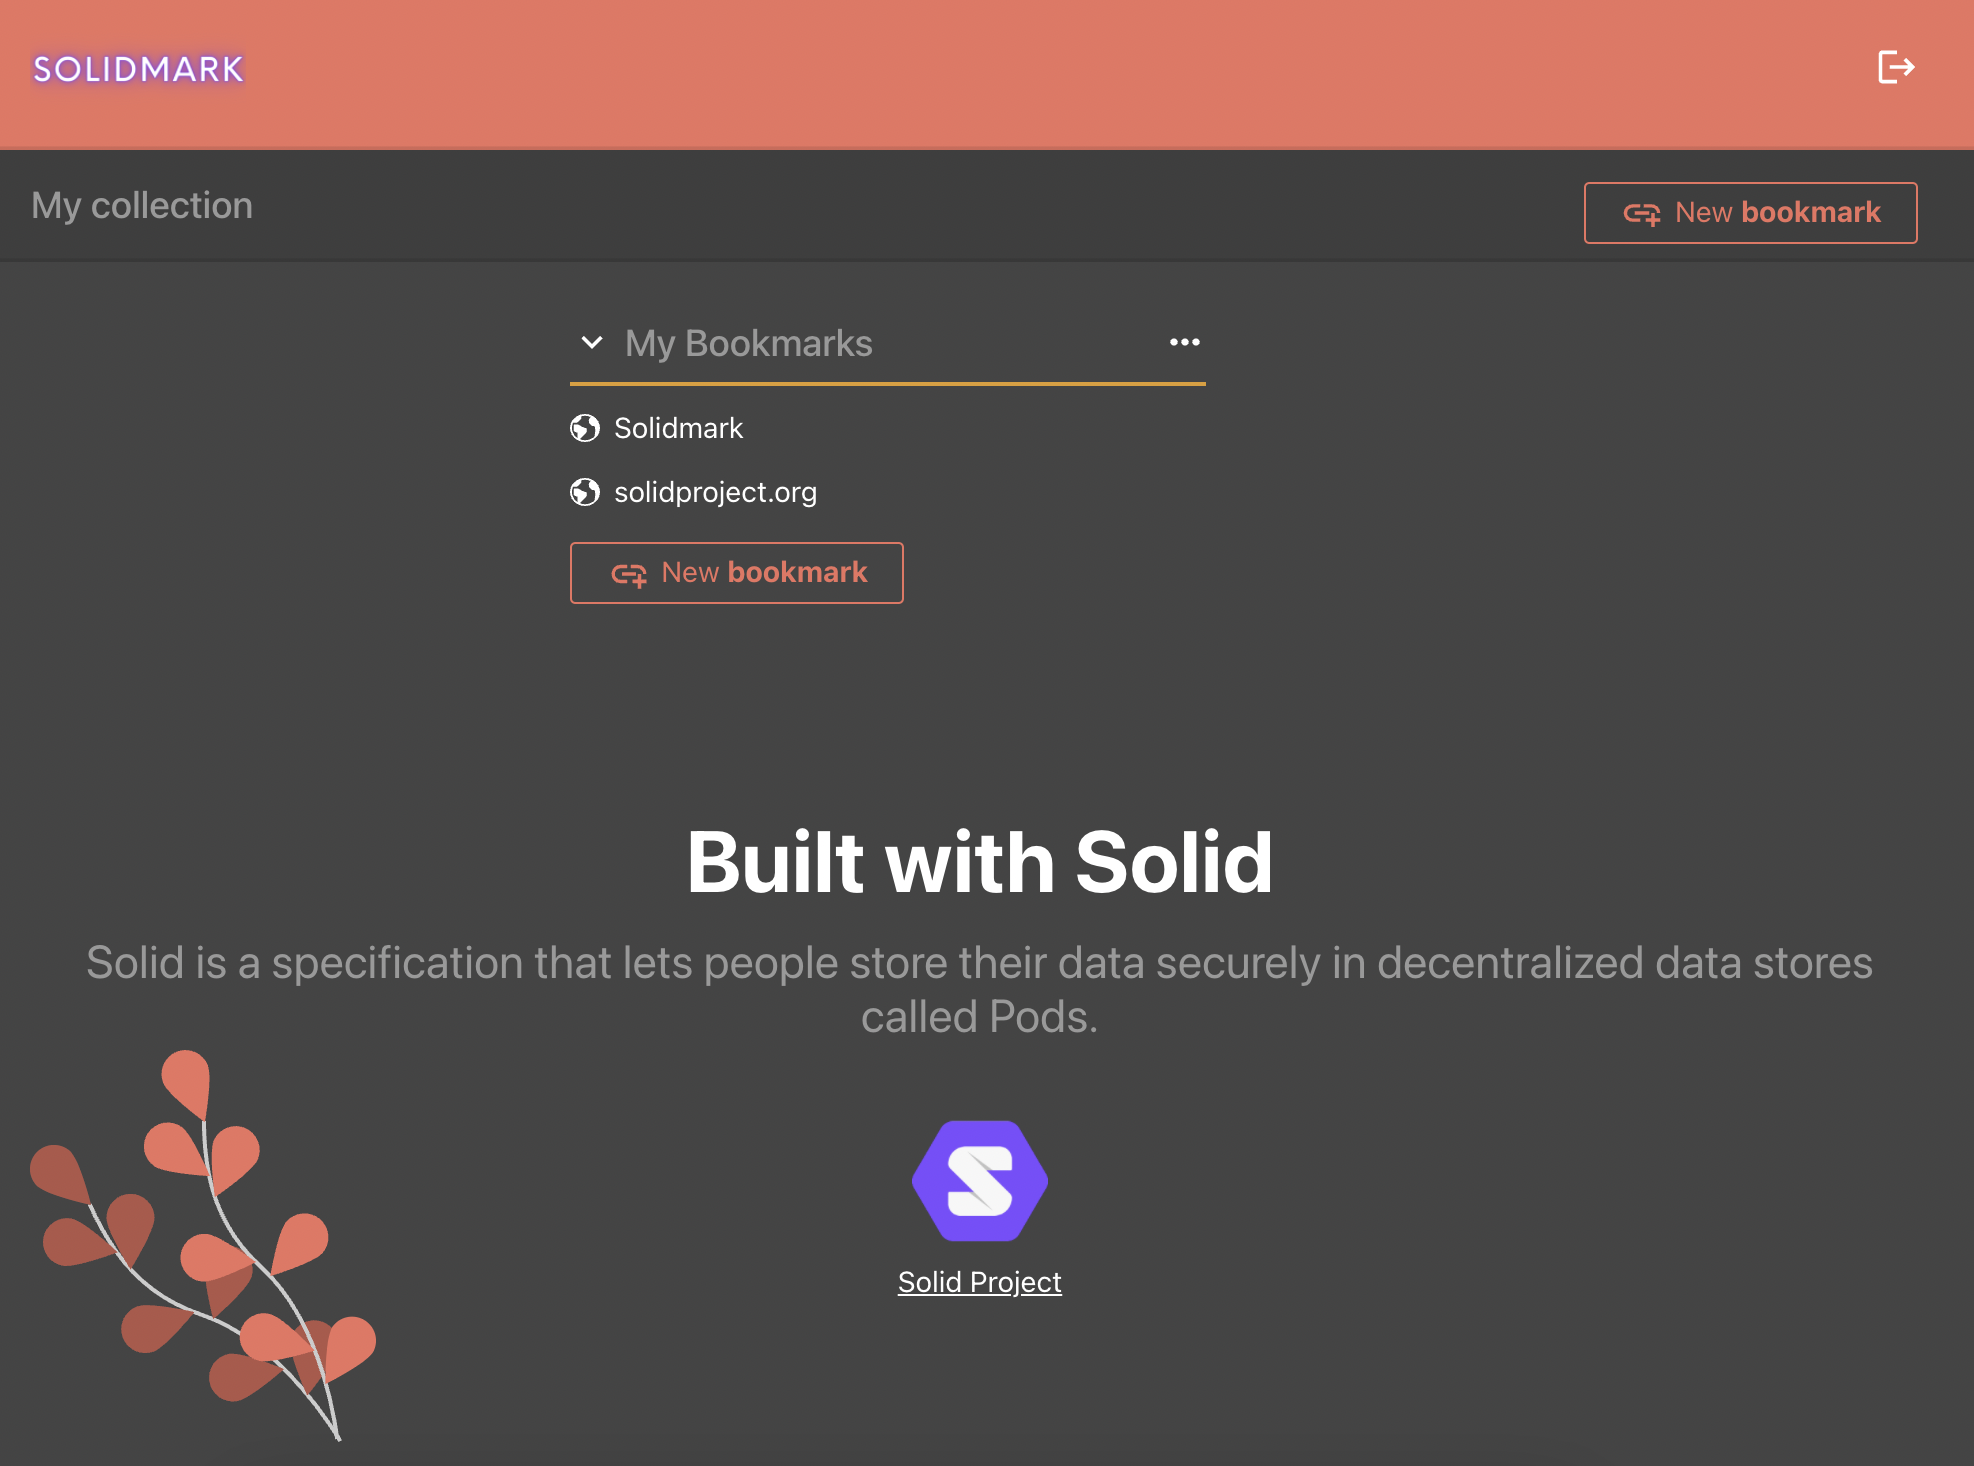 SOLIDMARK
My collection
New bookmark
My Bookmarks
Solidmark
solidproject.org
New bookmark
Built with Solid
Solid is a specification that lets people store their data securely in decentralized data stores
called Pods.
Solid Project